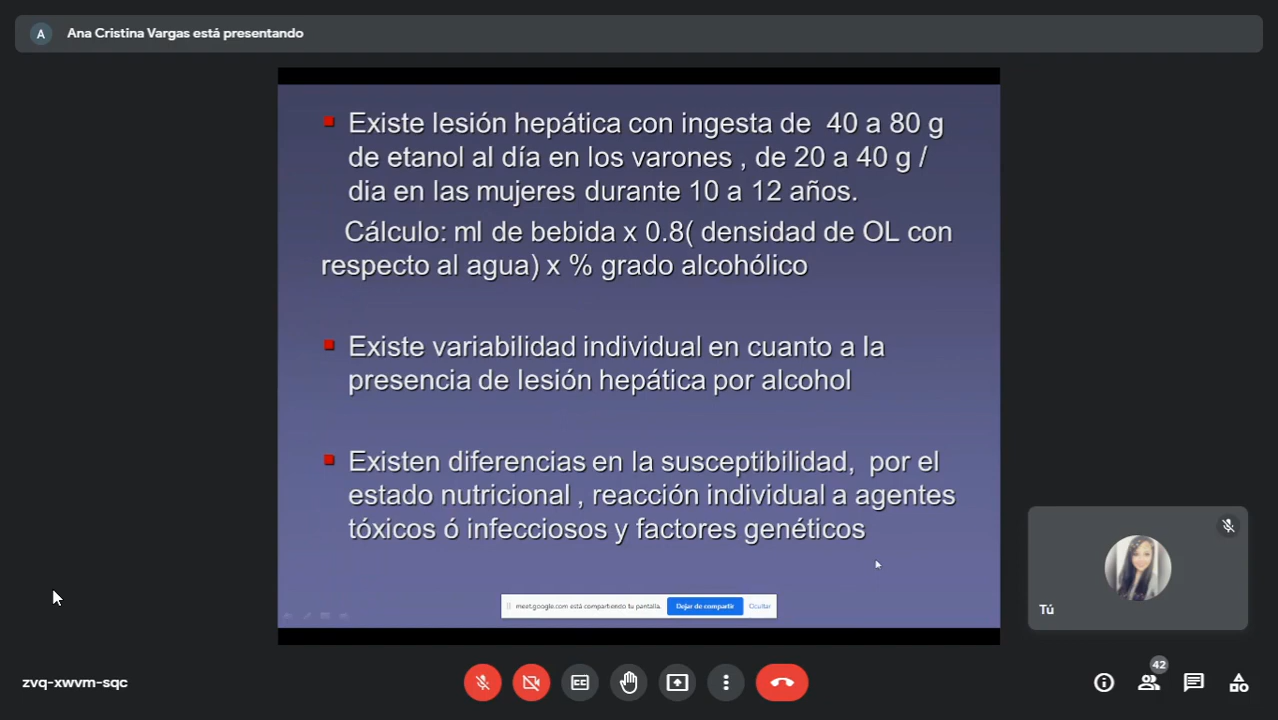 A
Ana Cristina Vargas está presentando
Existe lesión hepática con ingesta de 40 a 80 g
de etanol al día en los varones , de 20 a 40 g /
dia en las mujeres durante 10 a 12 años.
Cálculo: ml de bebida x 0.8( densidad de OL con
respecto al agua) x % grado alcohólico
Existe variabilidad individual en cuanto a la
presencia de lesión hepática por alcohol
Existen diferencias en la susceptibilidad, por el
estado nutricional , reacción individual a agentes
tóxicos ó infecciosos y factores genéticos
meet.google.com está compartiendo tu pantalla. Dejar de compartir Ocultar
Tú
zvq-xwvm-sqc
CC
42